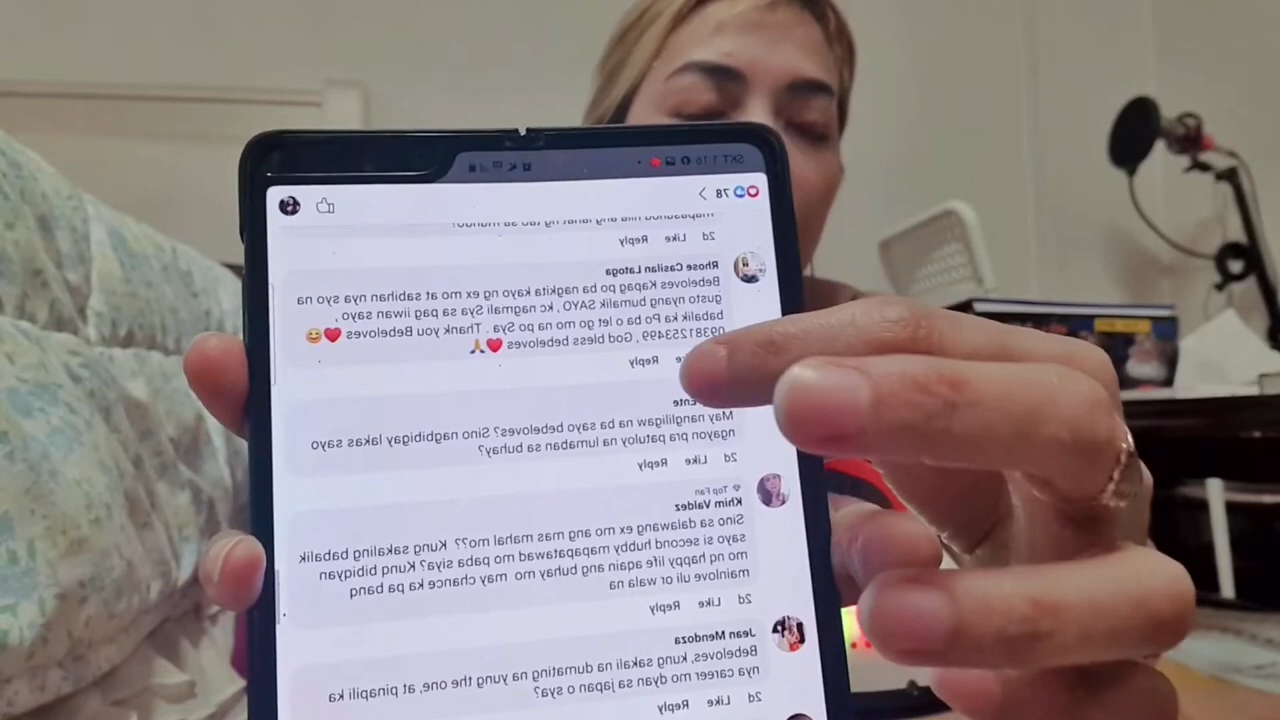 SKT 1:16
78
2d Like Reply
Rhose Casilan Latoga
Bebeloves Kapag po ba nagkita kayo ng ex mo at sabihan nya syo na
gusto nyang bumalik SAYO , kc nagmali Sya sa pag iiwan sayo ,
babalik ka Po ba o let go mo na po Sya . Thank you Bebeloves ❤️😊
09381253499 , God bless bebeloves ❤️🙏
Reply
May nangliligaw na ba sayo bebeloves? Sino nagbibigay lakas sayo
ngayon pra patuloy na lumaban sa buhay?
2d Like Reply
Top Fan
Khim Valdez
Sino sa dalawang ex mo ang mas mahal mo?? Kung sakaling babalik
sayo si second hubby mapapatawad mo paba siya? Kung bibigyan
mo ng happy life again ang buhay mo may chance ka pa bang
mainlove uli or wala na
2d Like Reply
Jean Mendoza
Bebeloves, kung sakali na dumating na yung the one, at pinapili ka
nya career mo dyan sa japan o sya?
2d Like Reply